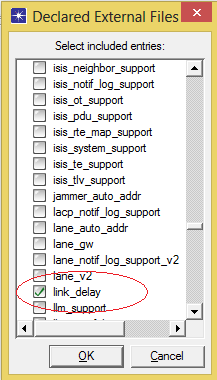 Declared External Files
Select included entries:
isis_neighbor_support
isis_notif_log_support
isis_ot_support
isis_pdu_support
isis_rte_map_support
isis_system_support
isis_te_support
isis_tlv_support
jammer_auto_addr
lacp_notif_log_support
lane_auto_addr
lane_gw
lane_notif_log_support_v2
lane_v2
link_delay
llm_support
OK
Cancel